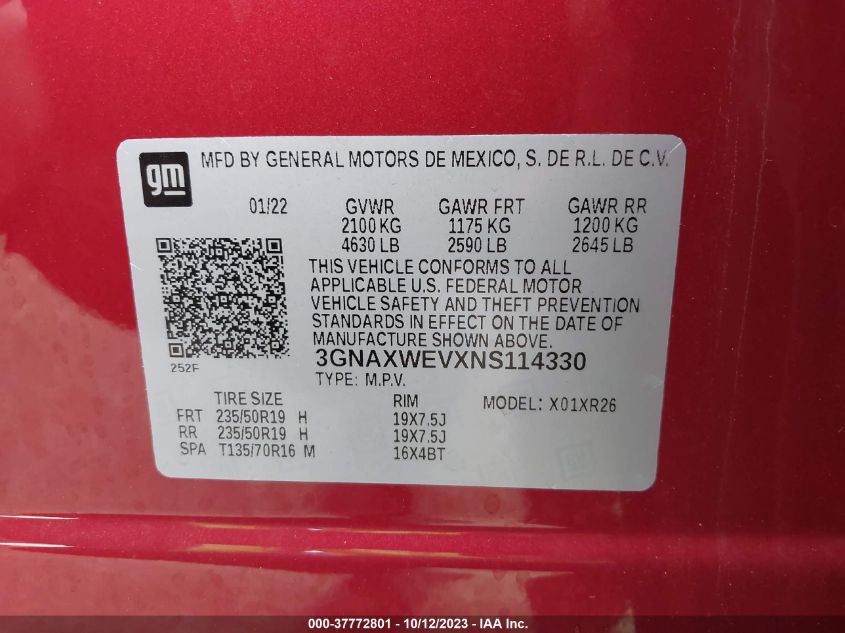 gm MFD BY GENERAL MOTORS DE MEXICO, S. DE R.L. DE C.V.
01/22 GVWR GAWR FRT GAWR RR
2100 KG 1175 KG 1200 KG
4630 LB 2590 LB 2645 LB
THIS VEHICLE CONFORMS TO ALL
APPLICABLE U.S. FEDERAL MOTOR
VEHICLE SAFETY AND THEFT PREVENTION
STANDARDS IN EFFECT ON THE DATE OF
MANUFACTURE SHOWN ABOVE.
252F 3GNAXWEVXNS114330
TYPE: M.P.V.
TIRE SIZE RIM MODEL: X01XR26
FRT 235/50R19 H 19X7.5J
RR 235/50R19 H 19X7.5J
SPA T135/70R16 M 16X4BT
000-37772801 - 10/12/2023 - IAA Inc.